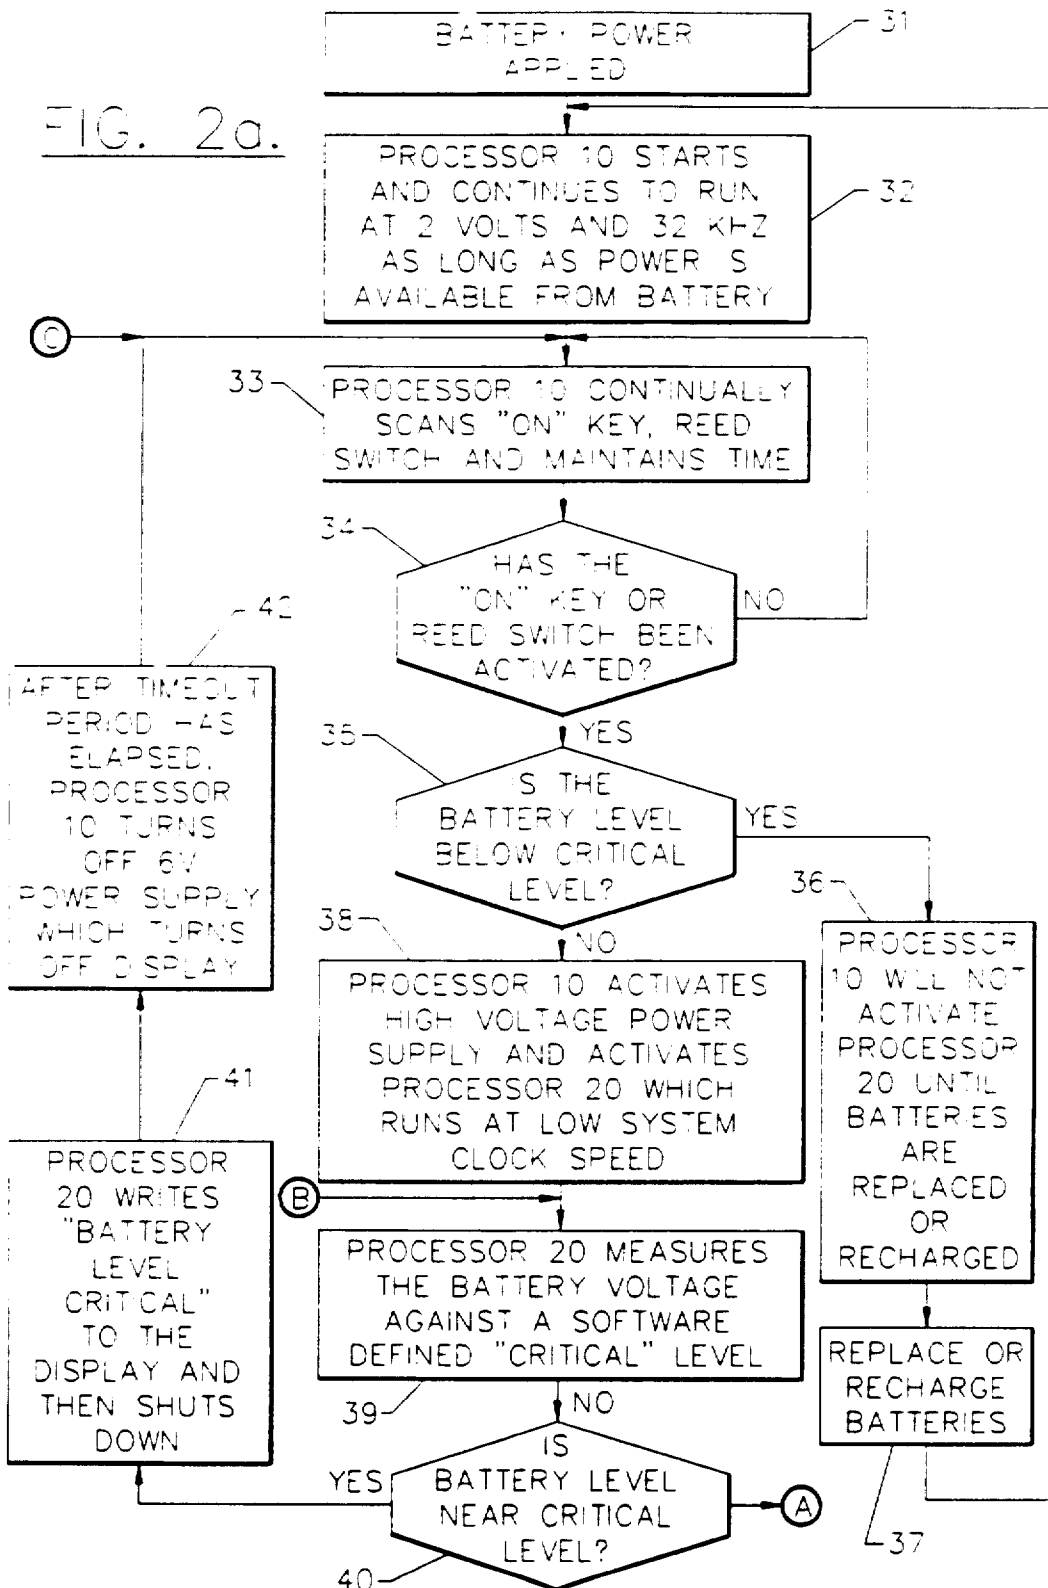 BATTERY POWER
APPLIED
31
FIG. 2a.
PROCESSOR 10 STARTS
AND CONTINUES TO RUN
AT 2 VOLTS AND 32 KHZ
AS LONG AS POWER IS
AVAILABLE FROM BATTERY
32
C
33
PROCESSOR 10 CONTINUALLY
SCANS "ON" KEY, REED
SWITCH AND MAINTAINS TIME
34
HAS THE
"ON" KEY OR
REED SWITCH BEEN
ACTIVATED?
NO
YES
35
IS THE
BATTERY LEVEL
BELOW CRITICAL
LEVEL?
YES
NO
36
PROCESSOR
10 WILL NOT
ACTIVATE
PROCESSOR
20 UNTIL
BATTERIES
ARE
REPLACED
OR
RECHARGED
REPLACE OR
RECHARGE
BATTERIES
37
38
PROCESSOR 10 ACTIVATES
HIGH VOLTAGE POWER
SUPPLY AND ACTIVATES
PROCESSOR 20 WHICH
RUNS AT LOW SYSTEM
CLOCK SPEED
B
PROCESSOR 20 MEASURES
THE BATTERY VOLTAGE
AGAINST A SOFTWARE
DEFINED "CRITICAL" LEVEL
39
NO
IS
BATTERY LEVEL
NEAR CRITICAL
LEVEL?
40
YES
A
41
PROCESSOR
20 WRITES
"BATTERY
LEVEL
CRITICAL"
TO THE
DISPLAY AND
THEN SHUTS
DOWN
42
AFTER TIMEOUT
PERIOD HAS
ELAPSED,
PROCESSOR
10 TURNS
OFF 6V
POWER SUPPLY
WHICH TURNS
OFF DISPLAY